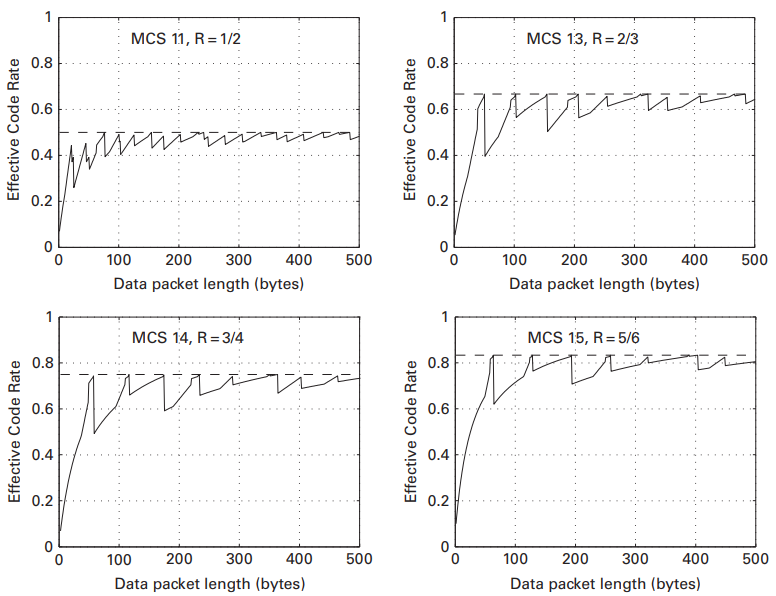 MCS 11, R = 1/2
Effective Code Rate
1
0.8
0.6
0.4
0.2
0
0 100 200 300 400 500
Data packet length (bytes)
MCS 13, R = 2/3
Effective Code Rate
1
0.8
0.6
0.4
0.2
0
0 100 200 300 400 500
Data packet length (bytes)
MCS 14, R = 3/4
Effective Code Rate
1
0.8
0.6
0.4
0.2
0
0 100 200 300 400 500
Data packet length (bytes)
MCS 15, R = 5/6
Effective Code Rate
1
0.8
0.6
0.4
0.2
0
0 100 200 300 400 500
Data packet length (bytes)